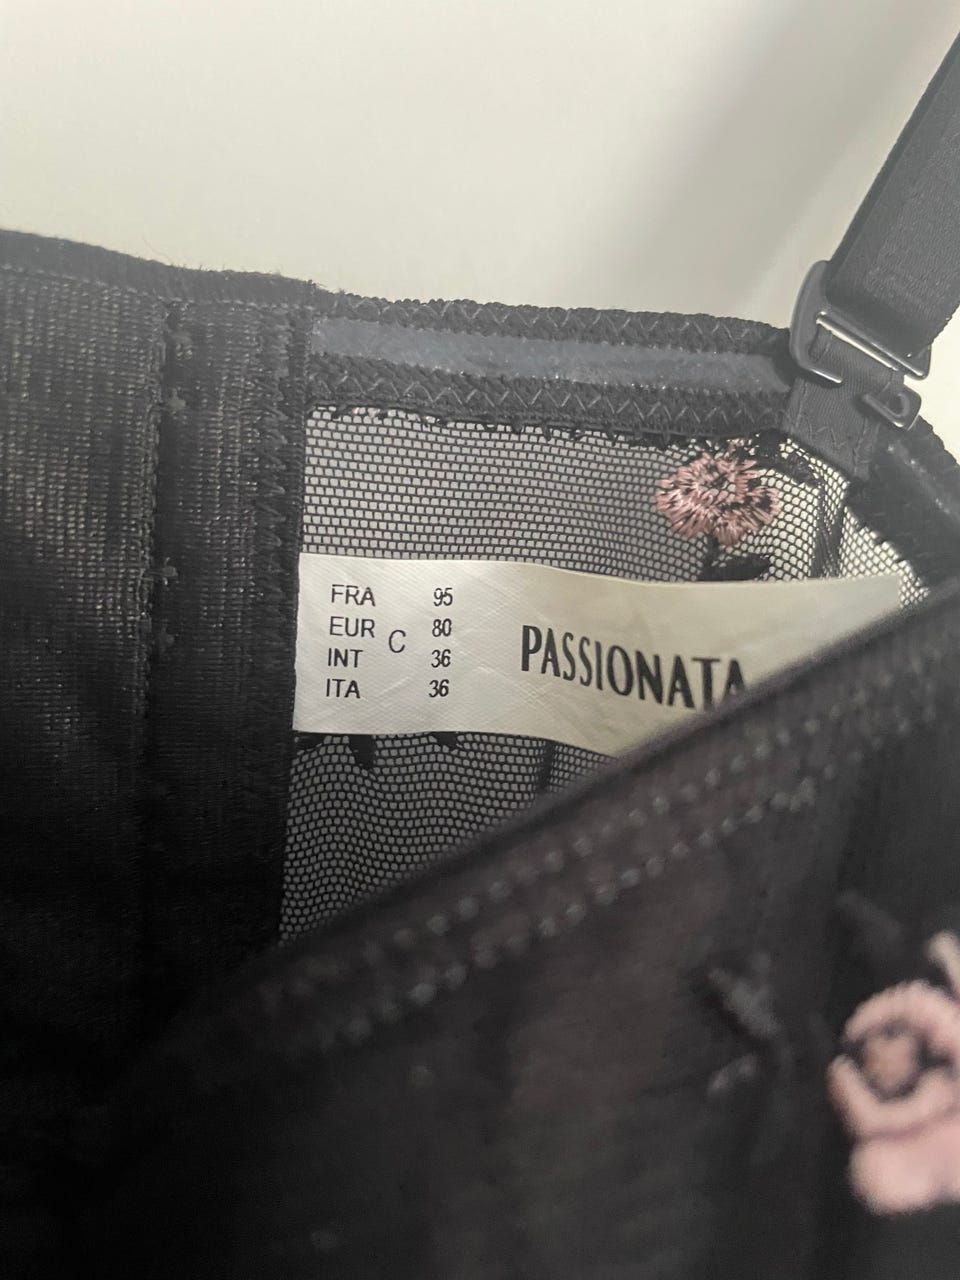 FRA 95
EUR C 80
INT 36
ITA 36
PASSIONATA